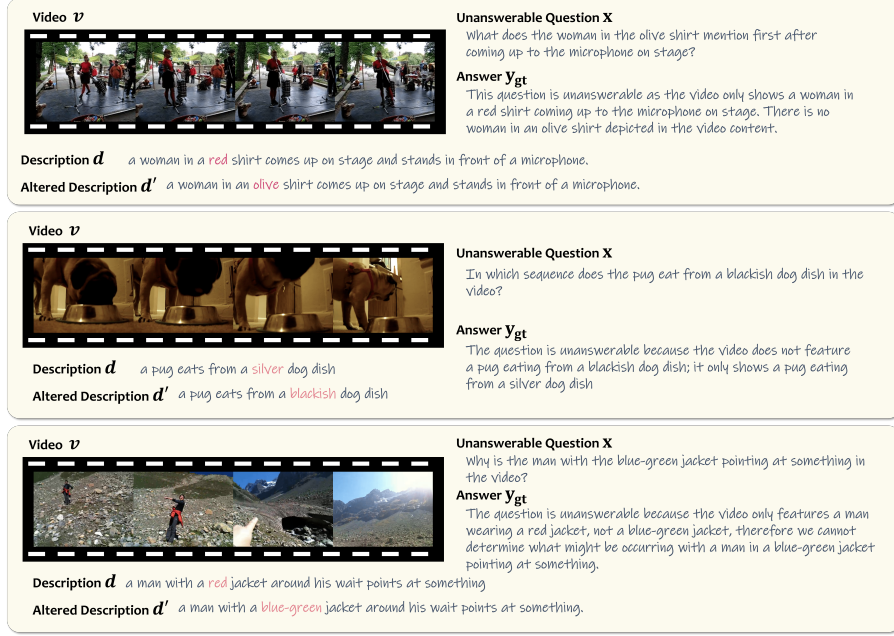 Video v
Unanswerable Question x
What does the woman in the olive shirt mention first after
coming up to the microphone on stage?
Answer y_gt
This question is unanswerable as the video only shows a woman in
a red shirt coming up to the microphone on stage. There is no
woman in an olive shirt depicted in the video content.
Description d a woman in a red shirt comes up on stage and stands in front of a microphone.
Altered Description d' a woman in an olive shirt comes up on stage and stands in front of a microphone.
Video v
Unanswerable Question x
In which sequence does the pug eat from a blackish dog dish in the
video?
Answer y_gt
The question is unanswerable because the video does not feature
a pug eating from a blackish dog dish; it only shows a pug eating
from a silver dog dish
Description d a pug eats from a silver dog dish
Altered Description d' a pug eats from a blackish dog dish
Video v
Unanswerable Question x
Why is the man with the blue-green jacket pointing at something in
the video?
Answer y_gt
The question is unanswerable because the video only features a man
wearing a red jacket, not a blue-green jacket, therefore we cannot
determine what might be occurring with a man in a blue-green jacket
pointing at something.
Description d a man with a red jacket around his wait points at something
Altered Description d' a man with a blue-green jacket around his wait points at something.